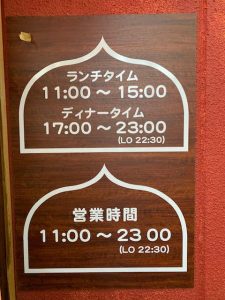 ランチタイム
11:00～15:00
ディナータイム
17:00～23:00
(LO 22:30)
営業時間
11:00～23 00
(LO 22:30)